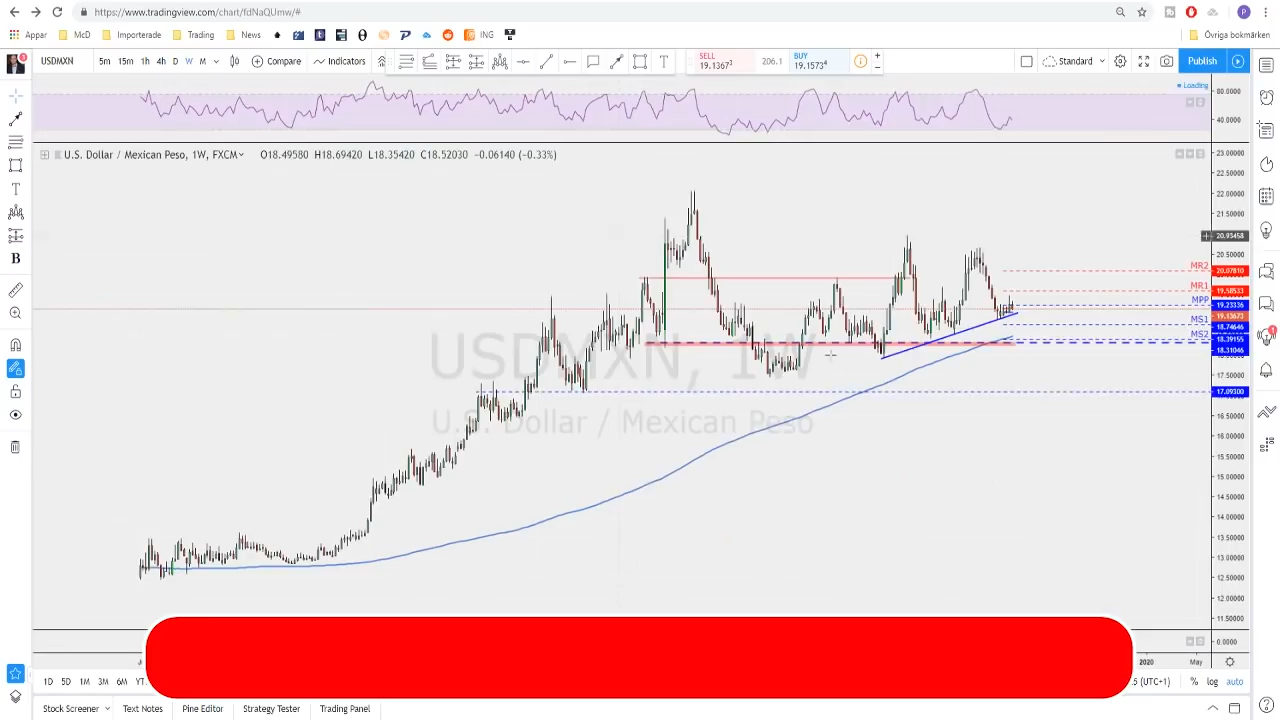 https://www.tradingview.com/chart/fdNaQUmw/#
Appar McD Importerade Trading News ING Övriga bokmärken
USDMXN 5m 15m 1h 4h D W M Compare Indicators SELL 19.1367³ 206.1 BUY 19.1573⁴ Standard Publish
Loading
80.0000
40.0000
U.S. Dollar / Mexican Peso, 1W, FXCM O18.49580 H18.69420 L18.35420 C18.52030 −0.06140 (−0.33%)
23.00000
22.50000
22.00000
21.50000
20.93458
20.50000
MR2 20.07810
MR1 19.58533
MPP 19.23336
19.13673
MS1 18.74646
MS2 18.39155
18.31046
USDMXN, 1W
17.50000
17.09300
U.S. Dollar / Mexican Peso
16.50000
16.00000
15.50000
15.00000
14.50000
14.00000
13.50000
13.00000
12.50000
12.00000
11.50000
0.0000
2020 May
1D 5D 1M 3M 6M YT (UTC+1) % log auto
Stock Screener Text Notes Pine Editor Strategy Tester Trading Panel